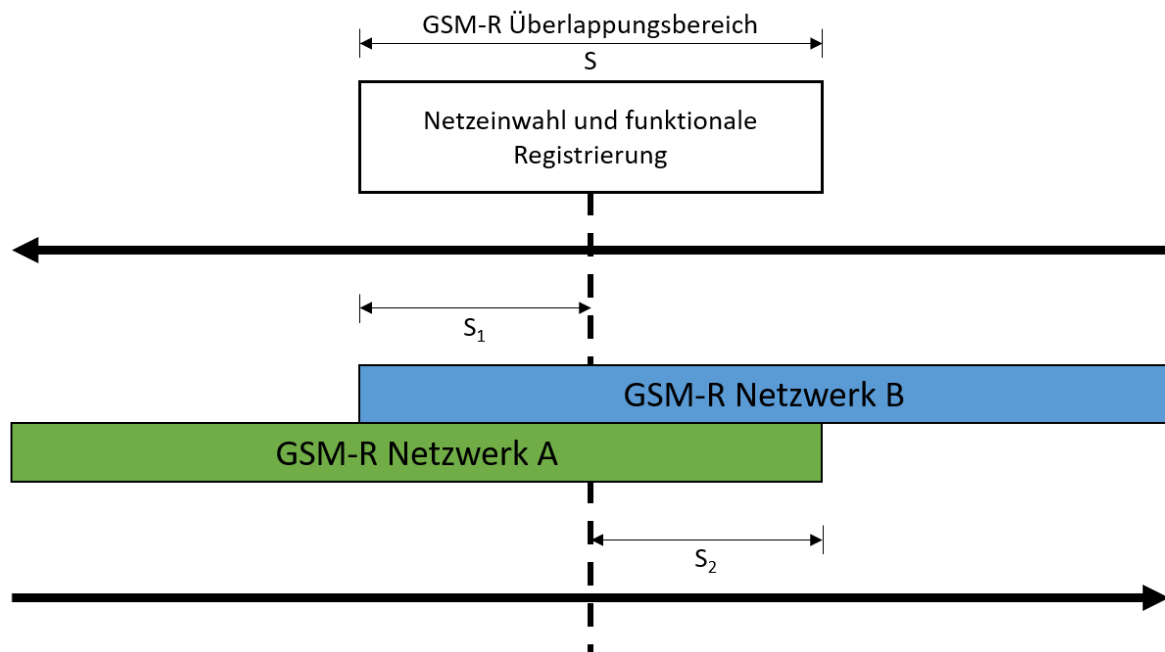 GSM-R Überlappungsbereich
S
Netzeinwahl und funktionale
Registrierung
S₁
GSM-R Netzwerk B
GSM-R Netzwerk A
S₂